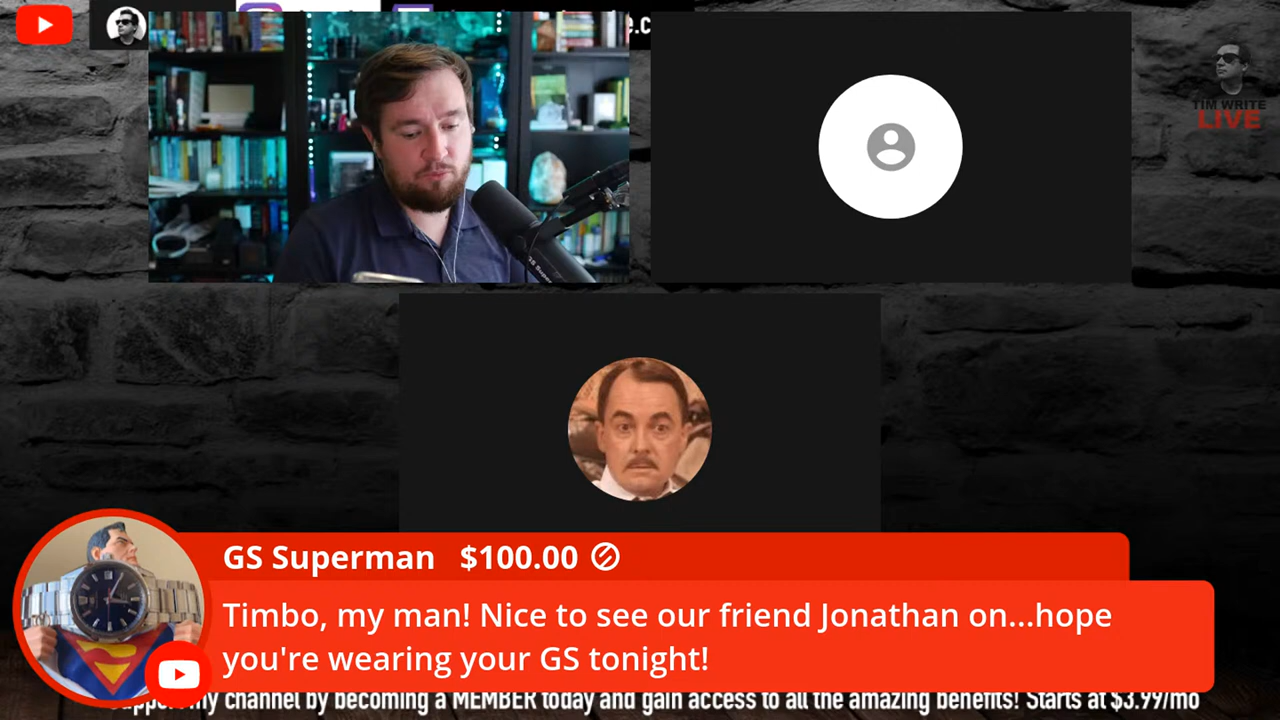 TIM WRITE
LIVE
GS Superman $100.00
Timbo, my man! Nice to see our friend Jonathan on...hope
you're wearing your GS tonight!
my channel by becoming a MEMBER today and gain access to all the amazing benefits! Starts at $3.99/mo